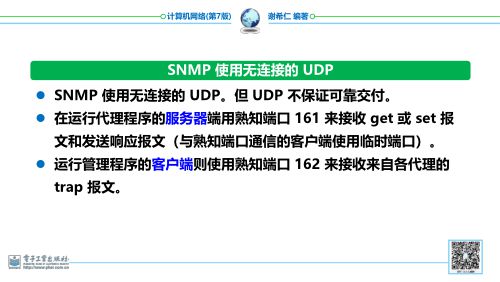 计算机网络(第7版)
谢希仁 编著
SNMP 使用无连接的 UDP
SNMP 使用无连接的 UDP。但 UDP 不保证可靠交付。
在运行代理程序的服务器端用熟知端口 161 来接收 get 或 set 报
文和发送响应报文（与熟知端口通信的客户端使用临时端口）。
运行管理程序的客户端则使用熟知端口 162 来接收来自各代理的
trap 报文。
电子工业出版社
http://www.phei.com.cn